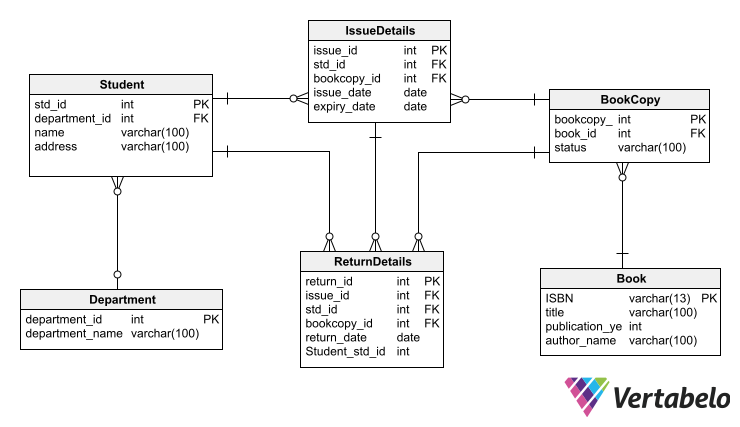 IssueDetails
issue_id int PK
std_id int FK
bookcopy_id int FK
issue_date date
expiry_date date
Student
std_id int PK
department_id int FK
name varchar(100)
address varchar(100)
BookCopy
bookcopy_ int PK
book_id int FK
status varchar(100)
ReturnDetails
return_id int PK
issue_id int FK
std_id int FK
bookcopy_id int FK
return_date date
Student_std_id int
Department
department_id int PK
department_name varchar(100)
Book
ISBN varchar(13) PK
title varchar(100)
publication_ye int
author_name varchar(100)
Vertabelo